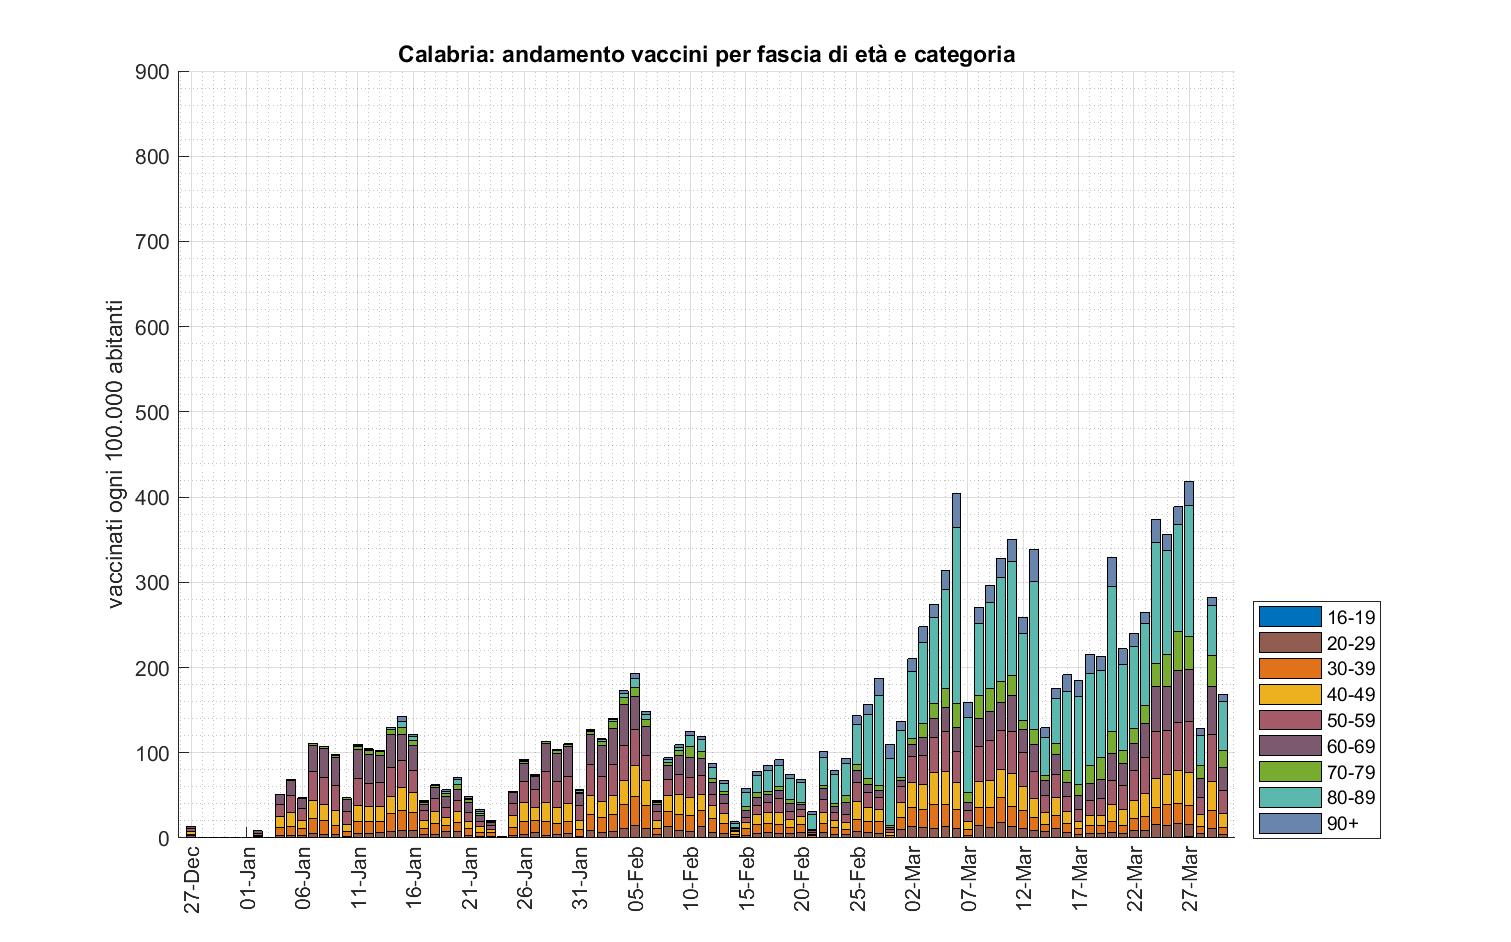 Calabria: andamento vaccini per fascia di età e categoria
vaccinati ogni 100.000 abitanti
900
800
700
600
500
400
300
200
100
0
27-Dec
01-Jan
06-Jan
11-Jan
16-Jan
21-Jan
26-Jan
31-Jan
05-Feb
10-Feb
15-Feb
20-Feb
25-Feb
02-Mar
07-Mar
12-Mar
17-Mar
22-Mar
27-Mar
16-19
20-29
30-39
40-49
50-59
60-69
70-79
80-89
90+